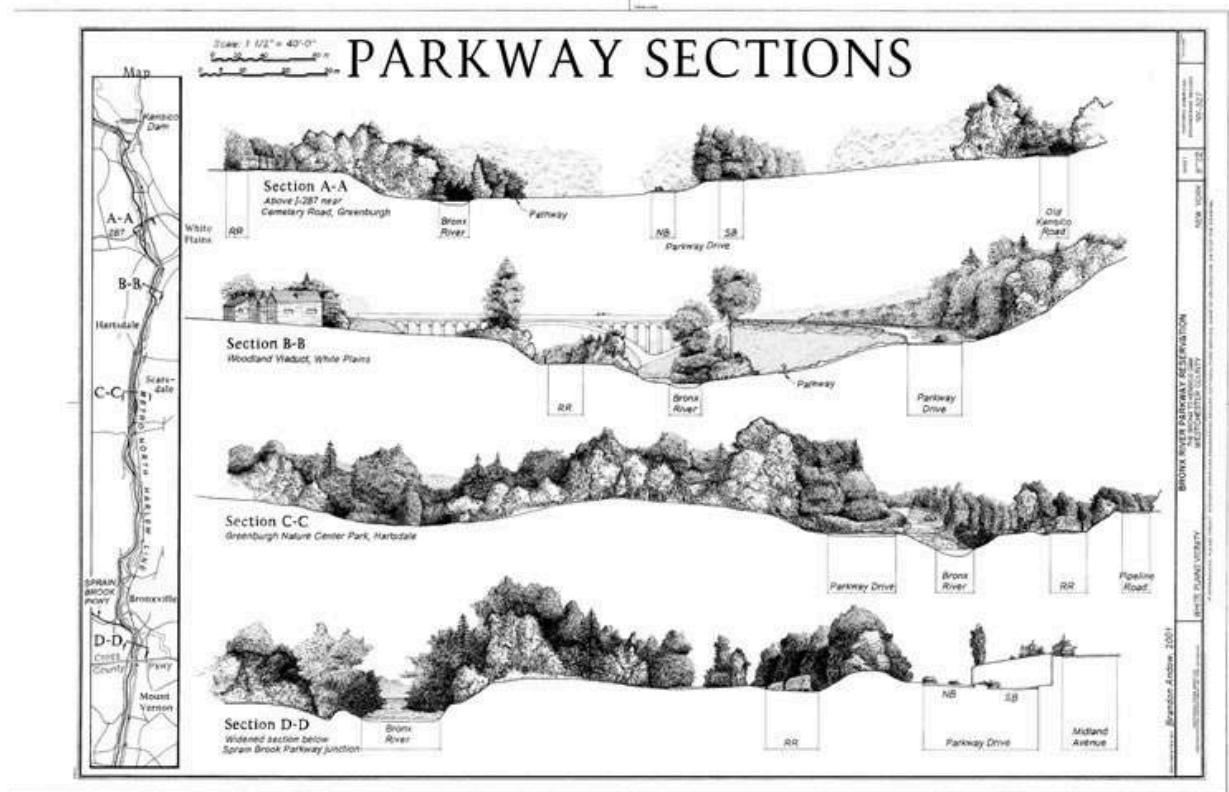 Scale: 1 1/2" = 40'-0"
PARKWAY SECTIONS
Map
Kensico
Dam
A-A
287
White
Plains
B-B
Hartsdale
C-C
Scars-
dale
METRO NORTH HARLEM LINE
SPRAIN
BROOK
PKWY
Bronxville
D-D
Cross
County
Pkwy
Mount
Vernon
Section A-A
Above I-287 near
Cemetery Road, Greenburgh
RR
Bronx
River
Pathway
NB
SB
Parkway Drive
Old
Kensico
Road
Section B-B
Woodland Viaduct, White Plains
RR
Bronx
River
Pathway
Parkway
Drive
Section C-C
Greenburgh Nature Center Park, Hartsdale
Parkway Drive
Bronx
River
RR
Pipeline
Road
Section D-D
Widened section below
Sprain Brook Parkway junction
Bronx
River
RR
NB
SB
Parkway Drive
Midland
Avenue
Brandon Andow, 2001
BRONX RIVER PARKWAY RESERVATION
WHITE PLAINS VICINITY
WESTCHESTER COUNTY
NEW YORK